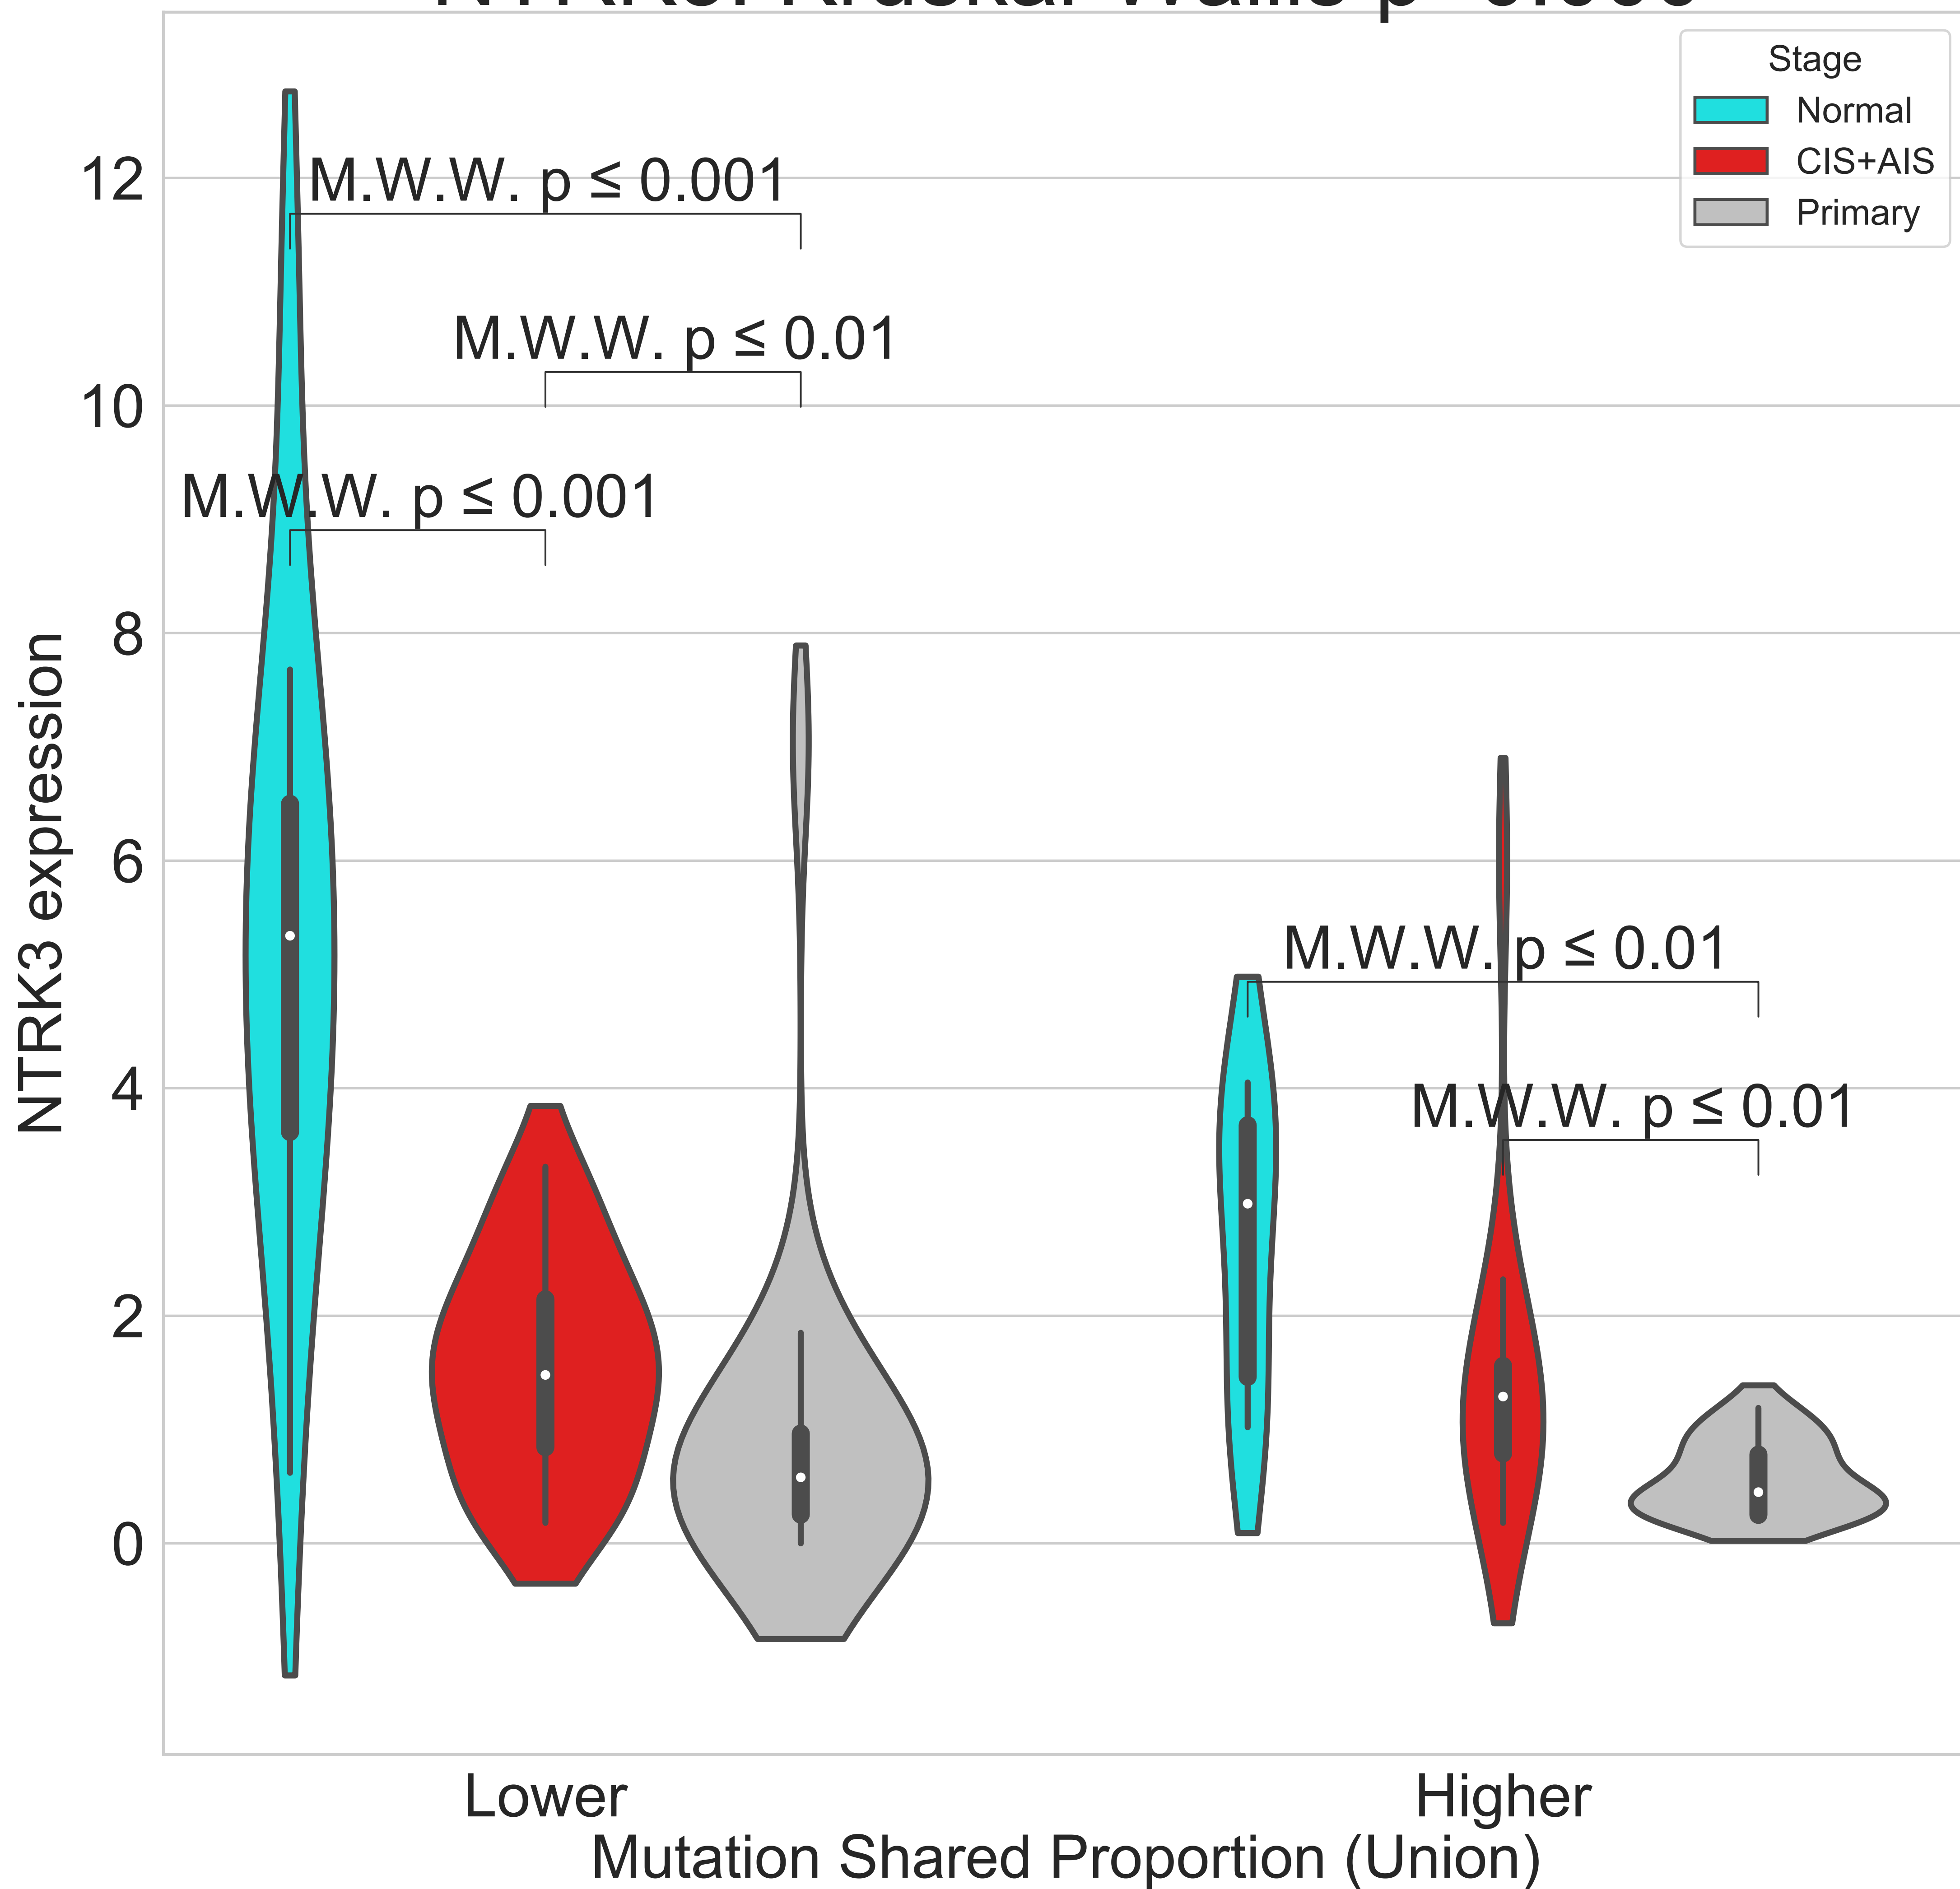 Stage
Normal
CIS+AIS
Primary
M.W.W. p ≤ 0.001
M.W.W. p ≤ 0.01
M.W.W. p ≤ 0.001
M.W.W. p ≤ 0.01
M.W.W. p ≤ 0.01
12
10
8
6
4
2
0
NTRK3 expression
Lower
Higher
Mutation Shared Proportion (Union)